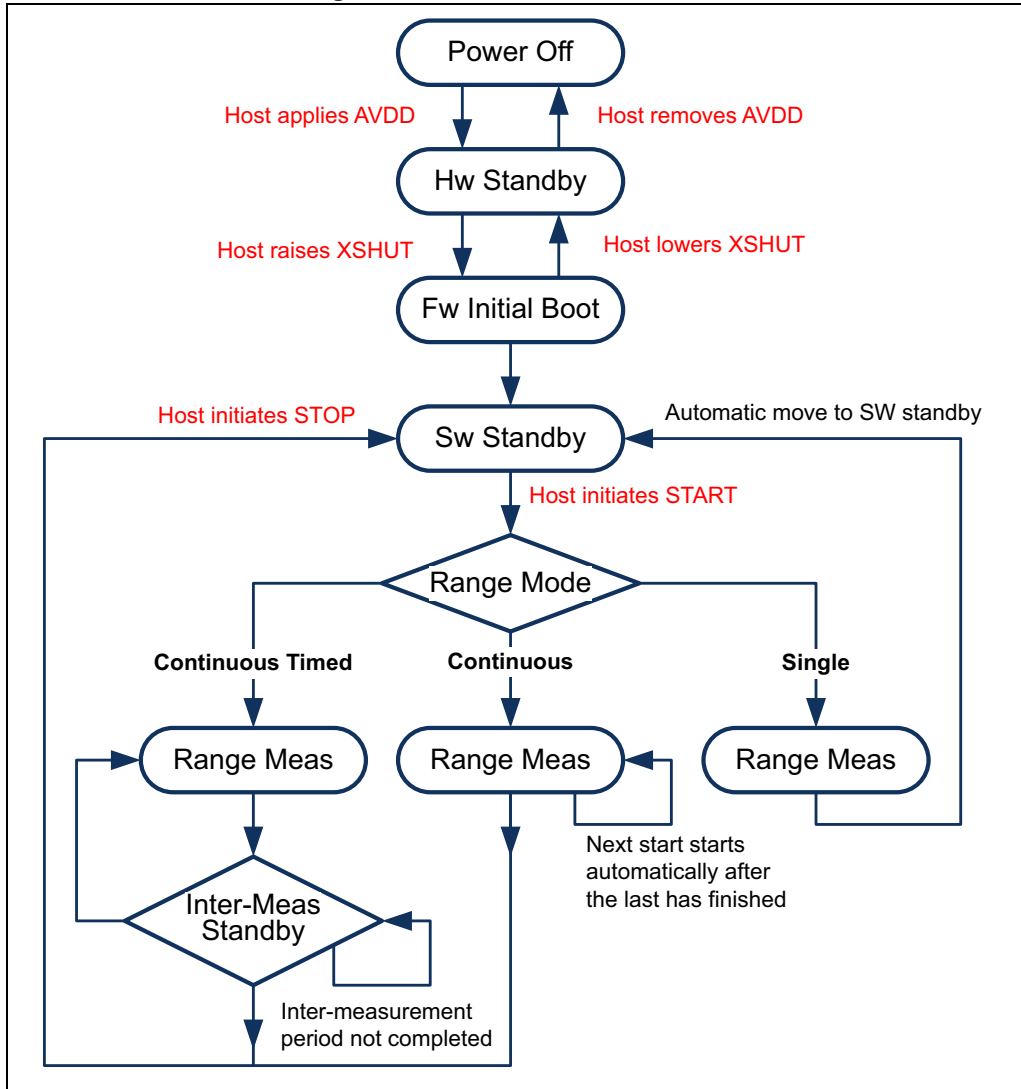 Power Off
Host applies AVDD
Host removes AVDD
Hw Standby
Host raises XSHUT
Host lowers XSHUT
Fw Initial Boot
Host initiates STOP
Automatic move to SW standby
Sw Standby
Host initiates START
Range Mode
Continuous Timed
Continuous
Single
Range Meas
Range Meas
Range Meas
Next start starts
automatically after
the last has finished
Inter-Meas
Standby
Inter-measurement
period not completed